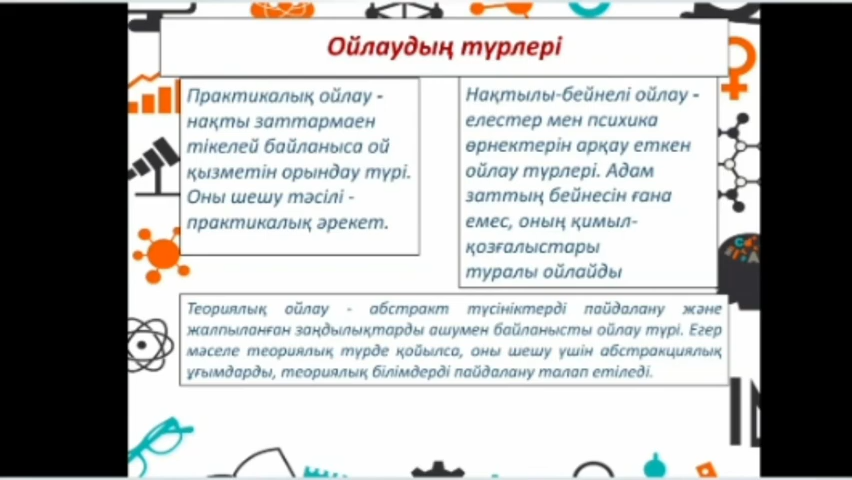 Ойлаудың түрлері
Практикалық ойлау -
нақты заттармаен
тікелей байланыса ой
қызметін орындау түрі.
Оны шешу тәсілі -
практикалық әрекет.
Нақтылы-бейнелі ойлау -
елестер мен психика
өрнектерін арқау еткен
ойлау түрлері. Адам
заттың бейнесін ғана
емес, оның қимыл-
қозғалыстары
туралы ойлайды
Теориялық ойлау - абстракт түсініктерді пайдалану және
жалпыланған заңдылықтарды ашумен байланысты ойлау түрі. Егер
мәселе теориялық түрде қойылса, оны шешу үшін абстракциялық
ұғымдарды, теориялық білімдерді пайдалану талап етіледі.